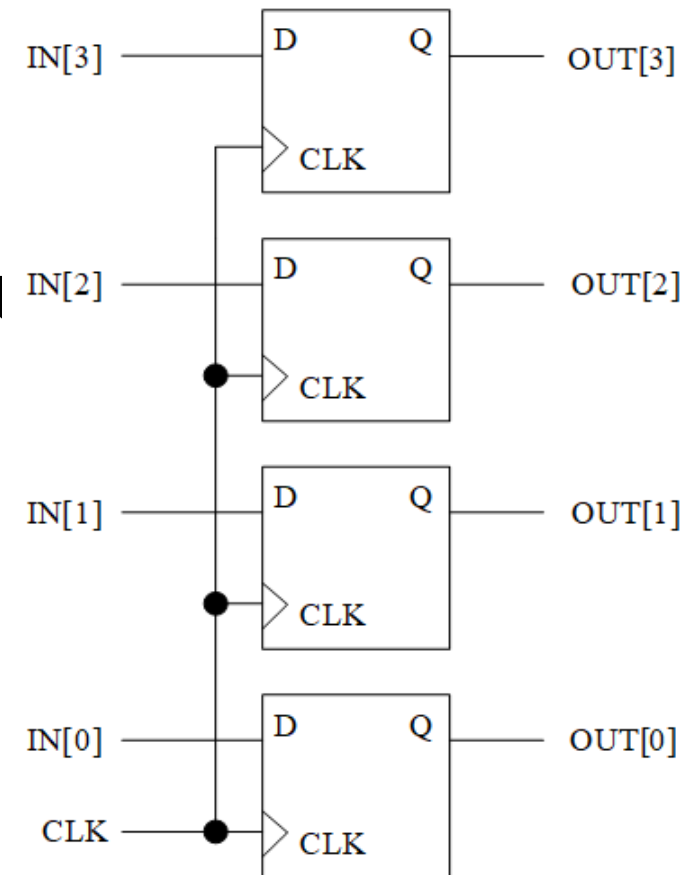 D Q
IN[3] OUT[3]
CLK
D Q
IN[2] OUT[2]
CLK
D Q
IN[1] OUT[1]
CLK
D Q
IN[0] OUT[0]
CLK CLK